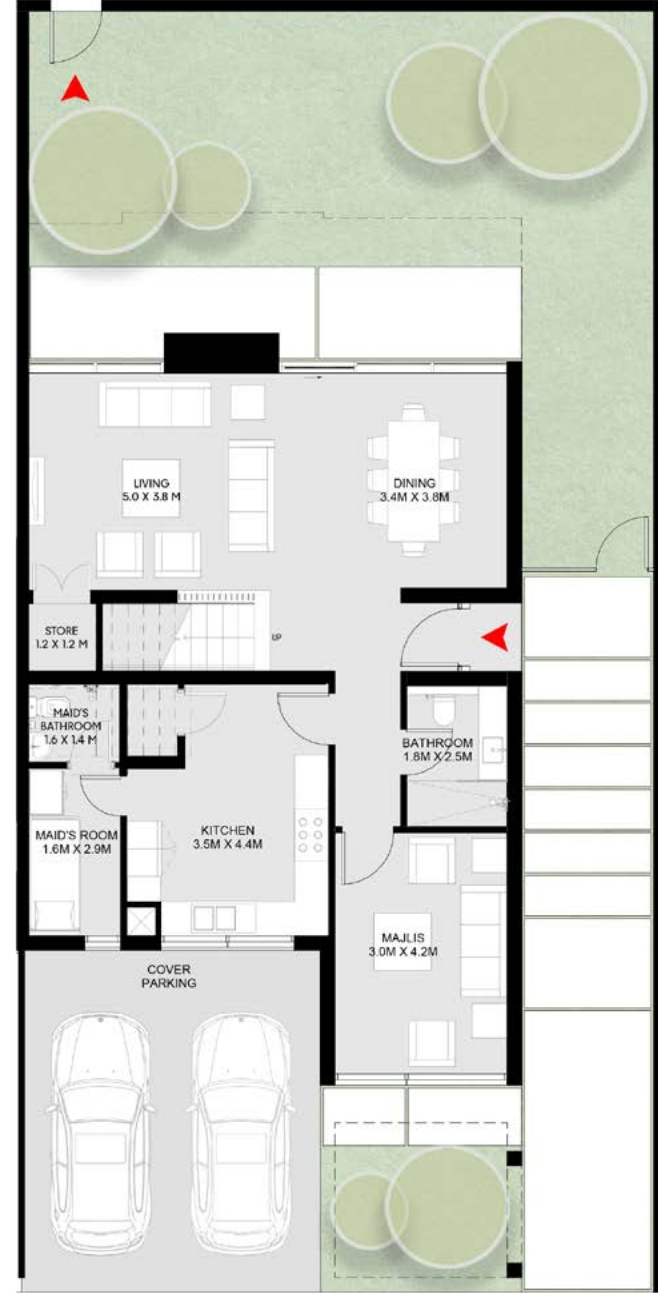 LIVING
5.0 X 3.8 M
DINING
3.4M X 3.8M
STORE
1.2 X 1.2 M
UP
MAID'S
BATHROOM
1.6 X 1.4 M
BATHROOM
1.8M X 2.5M
MAID'S ROOM
1.6M X 2.9M
KITCHEN
3.5M X 4.4M
MAJLIS
3.0M X 4.2M
COVER
PARKING